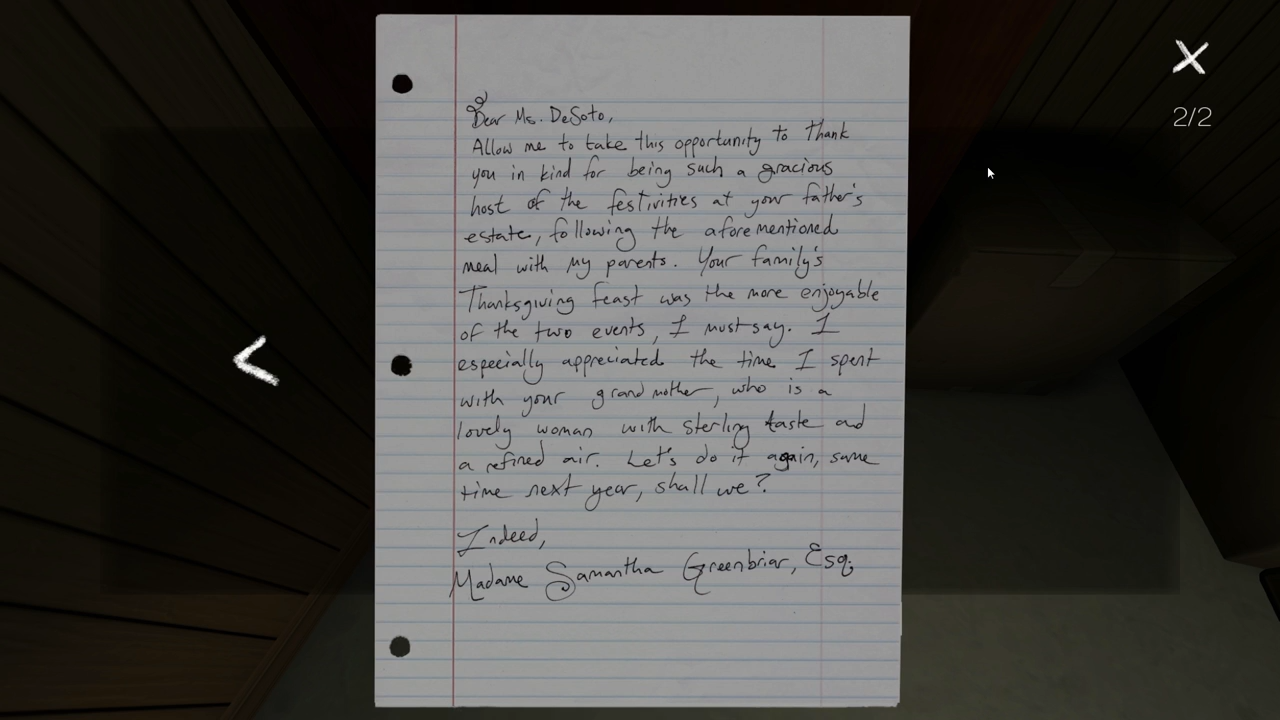 2/2
Dear Ms. DeSoto,
Allow me to take this opportunity to thank
you in kind for being such a gracious
host of the festivities at your father's
estate, following the aforementioned
meal with my parents. Your family's
Thanksgiving feast was the more enjoyable
of the two events, I must say. I
especially appreciated the time I spent
with your grandmother, who is a
lovely woman with sterling taste and
a refined air. Let's do it again, same
time next year, shall we?
Indeed,
Madame Samantha Greenbriar, Esq.